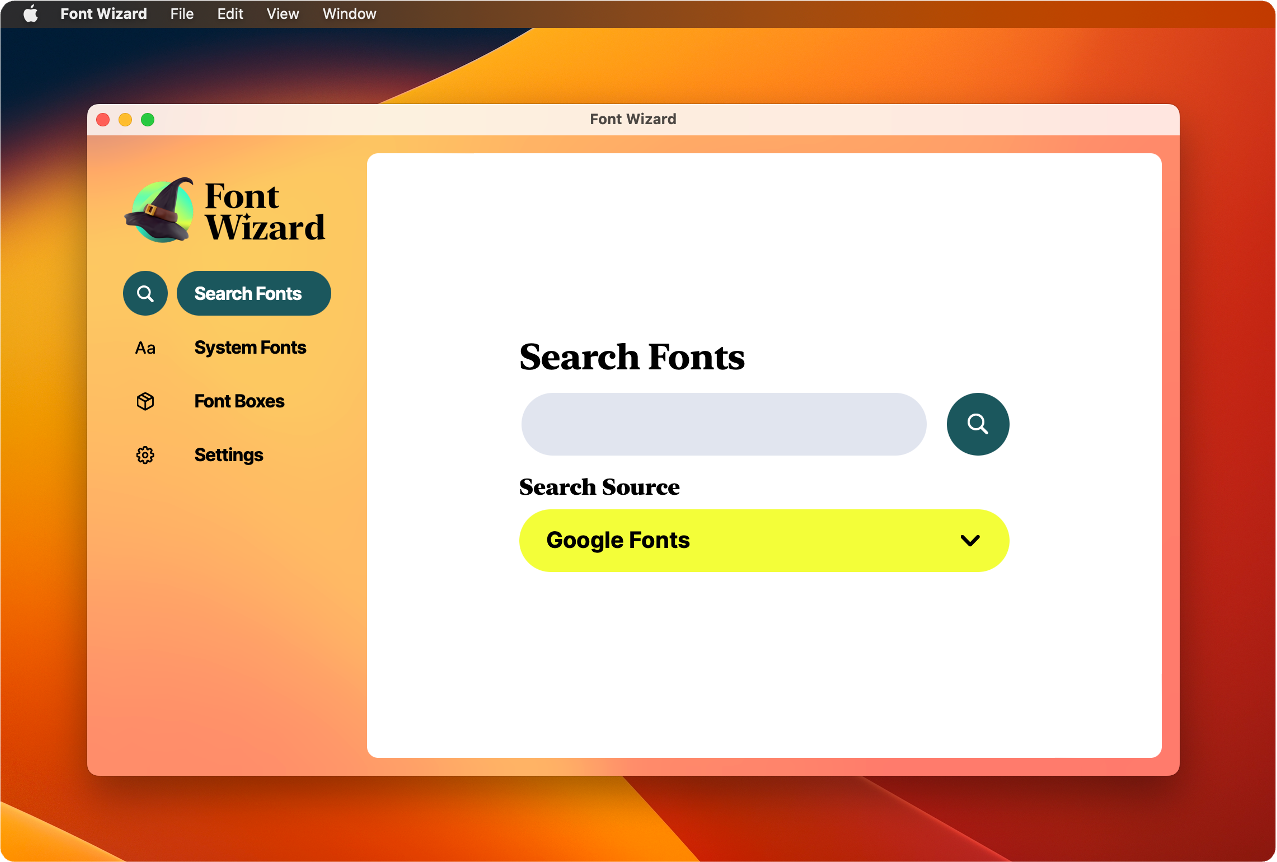 Font Wizard File Edit View Window
Font Wizard
Font
Wizard
Search Fonts
Aa System Fonts
Font Boxes
Settings
Search Fonts
Search Source
Google Fonts